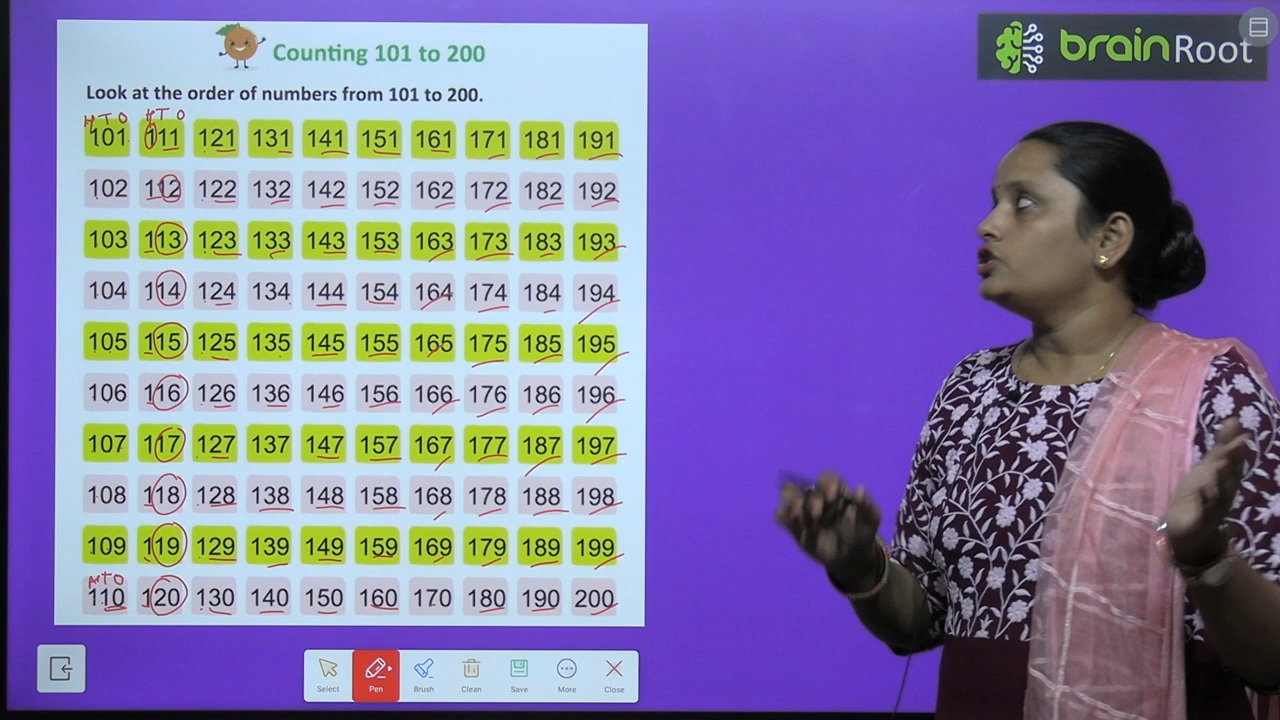 brainRoot
Counting 101 to 200
Look at the order of numbers from 101 to 200.
H T O H T O
101 111 121 131 141 151 161 171 181 191
102 112 122 132 142 152 162 172 182 192
103 113 123 133 143 153 163 173 183 193
104 114 124 134 144 154 164 174 184 194
105 115 125 135 145 155 165 175 185 195
106 116 126 136 146 156 166 176 186 196
107 117 127 137 147 157 167 177 187 197
108 118 128 138 148 158 168 178 188 198
109 119 129 139 149 159 169 179 189 199
H T O
110 120 130 140 150 160 170 180 190 200
Select Pen Brush Clean Save More Close